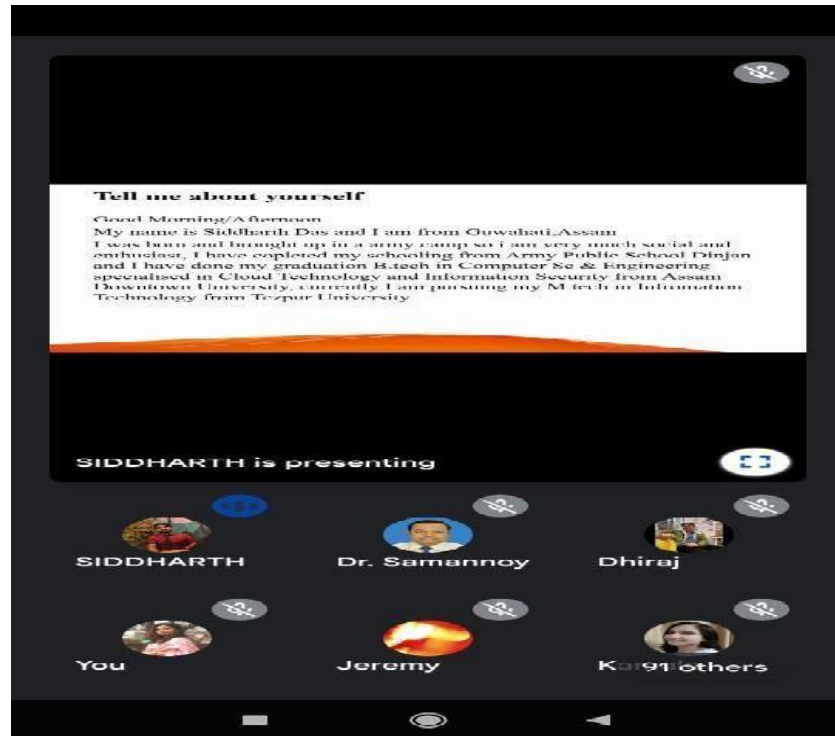 Tell me about yourself
Good Morning/Afternoon
My name is Siddharth Das and I am from Guwahati,Assam
I was born and brought up in a army camp so i am very much social and
enthusiast, I have copleted my schooling from Army Public School Dinjan
and I have done my graduation B.tech in Computer Sc & Engineering
specialised in Cloud Technology and Information Security from Assam
Downtown University, currently I am pursuing my M tech in Information
Technology from Tezpur University
SIDDHARTH is presenting
SIDDHARTH Dr. Samannoy Dhiraj
You Jeremy 91 others